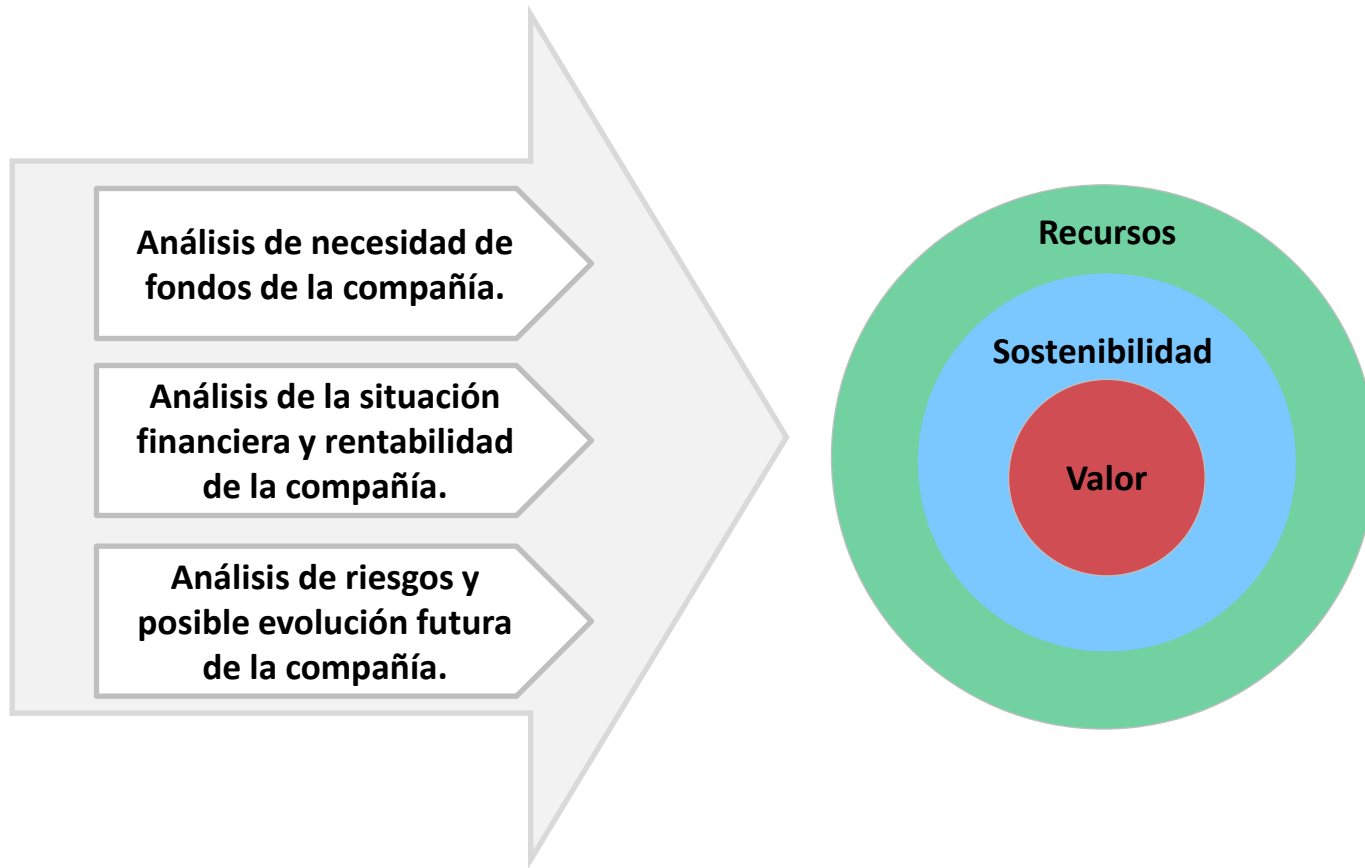 Análisis de necesidad de
fondos de la compañía.
Análisis de la situación
financiera y rentabilidad
de la compañía.
Análisis de riesgos y
posible evolución futura
de la compañía.
Recursos
Sostenibilidad
Valor